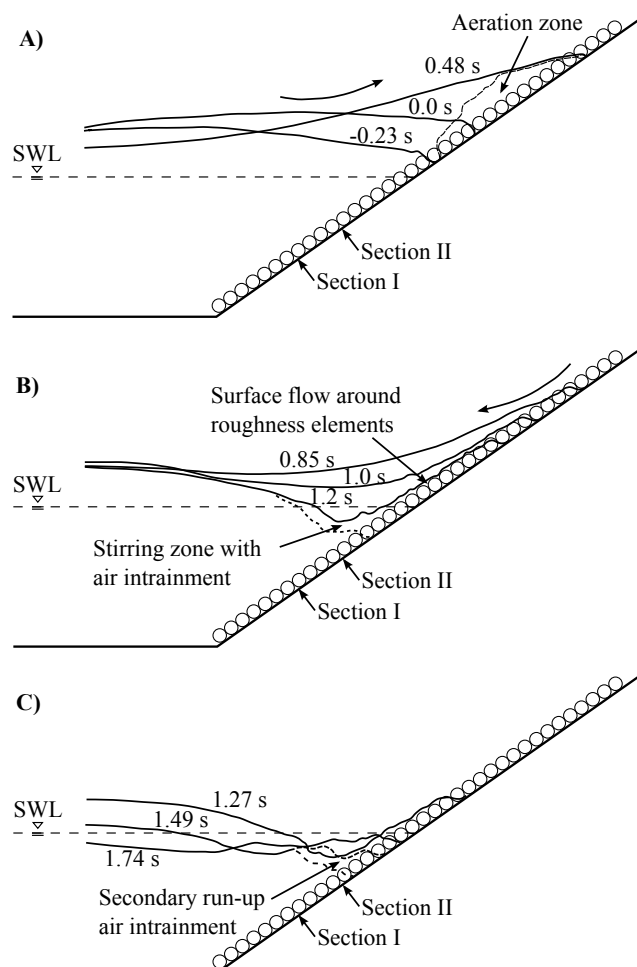 A)
Aeration zone
0.48 s
0.0 s
-0.23 s
SWL
Section II
Section I
B)
Surface flow around
roughness elements
0.85 s
1.0 s
SWL
1.2 s
Stirring zone with
air intrainment
Section II
Section I
C)
1.27 s
SWL
1.49 s
1.74 s
Secondary run-up
air intrainment
Section II
Section I